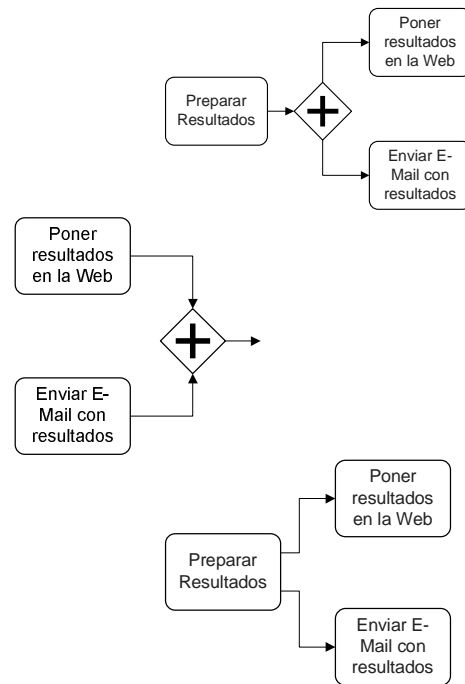 Poner
resultados
en la Web
Preparar
Resultados
Enviar E-
Mail con
resultados
Poner
resultados
en la Web
Enviar E-
Mail con
resultados
Poner
resultados
en la Web
Preparar
Resultados
Enviar E-
Mail con
resultados